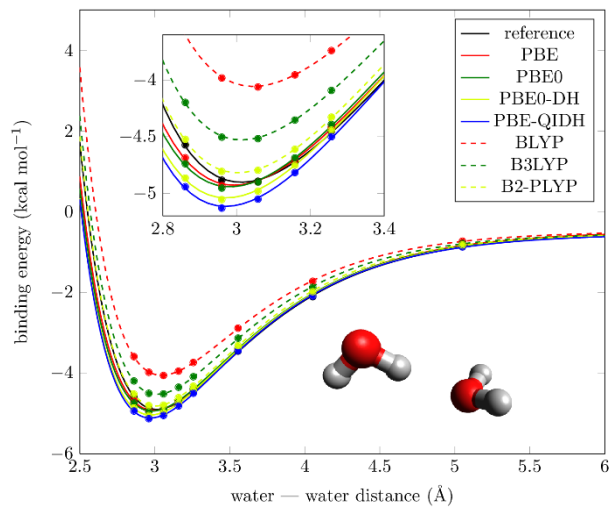 4
2
0
−2
−4
−6
binding energy (kcal mol⁻¹)
−4
−4.5
−5
2.8
3
3.2
3.4
reference
PBE
PBE0
PBE0-DH
PBE-QIDH
BLYP
B3LYP
B2-PLYP
2.5
3
3.5
4
4.5
5
5.5
6
water — water distance (Å)